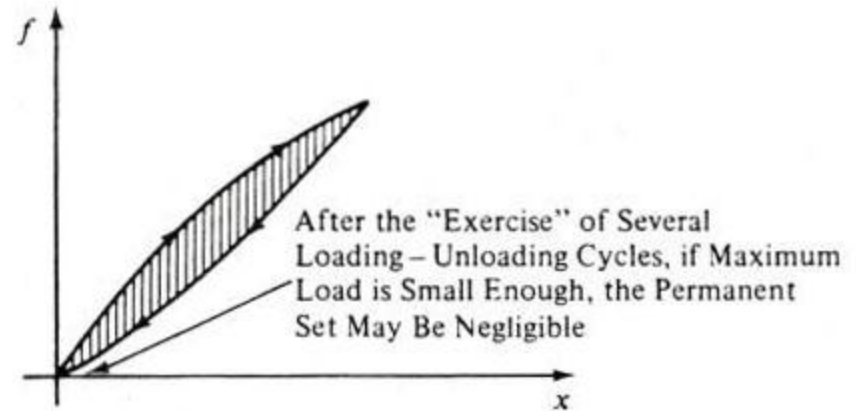 f
After the “Exercise” of Several
Loading – Unloading Cycles, if Maximum
Load is Small Enough, the Permanent
Set May Be Negligible
x